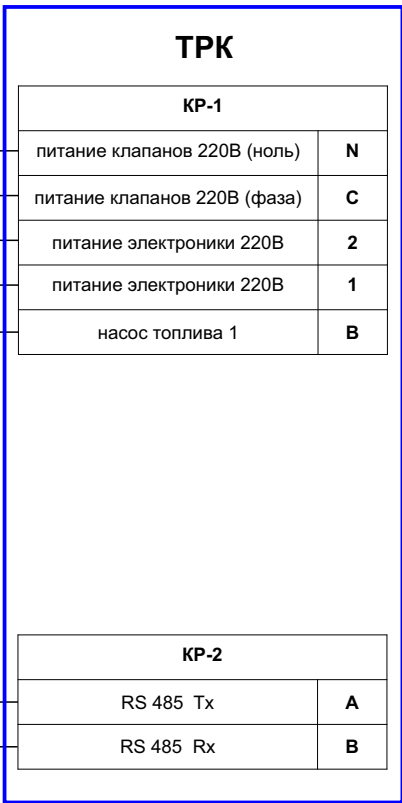 ТРК
КР-1
питание клапанов 220В (ноль) N
питание клапанов 220В (фаза) C
питание электроники 220В 2
питание электроники 220В 1
насос топлива 1 B
КР-2
RS 485 Tx A
RS 485 Rx B